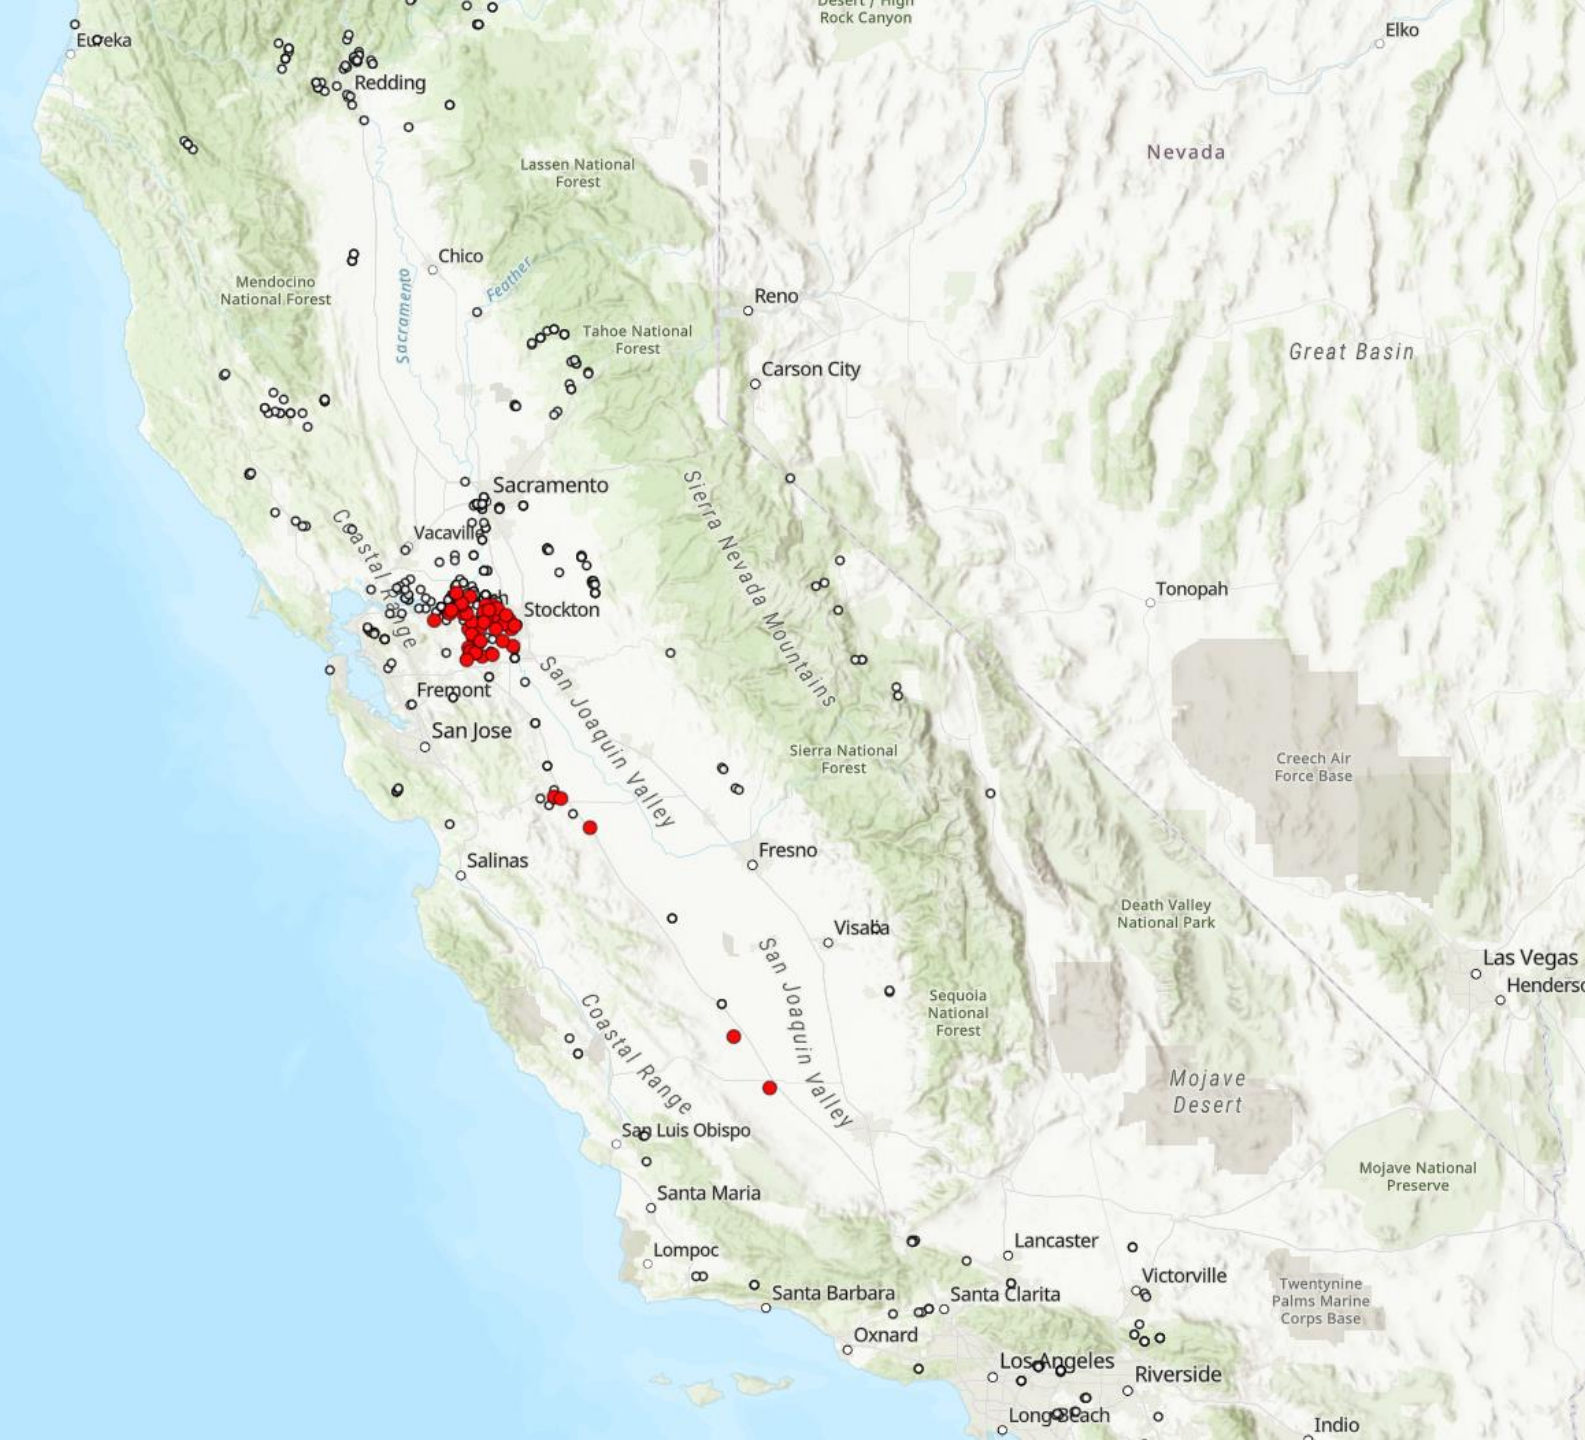 Desert / High
Rock Canyon
Elko
Eureka
Redding
Nevada
Lassen National
Forest
Chico
Feather
Mendocino
National Forest
Sacramento
Reno
Tahoe National
Forest
Great Basin
Carson City
Sacramento
Sierra Nevada Mountains
Coastal Range
Vacaville
Tonopah
Stockton
San Joaquin Valley
Fremont
San Jose
Sierra National
Forest
Creech Air
Force Base
Fresno
Salinas
Death Valley
National Park
Visalia
San Joaquin Valley
Las Vegas
Henderso
Sequoia
National
Forest
Coastal Range
Mojave
Desert
San Luis Obispo
Mojave National
Preserve
Santa Maria
Lancaster
Lompoc
Victorville
Santa Barbara
Santa Clarita
Twentynine
Palms Marine
Corps Base
Oxnard
Los Angeles
Riverside
Long Beach
Indio